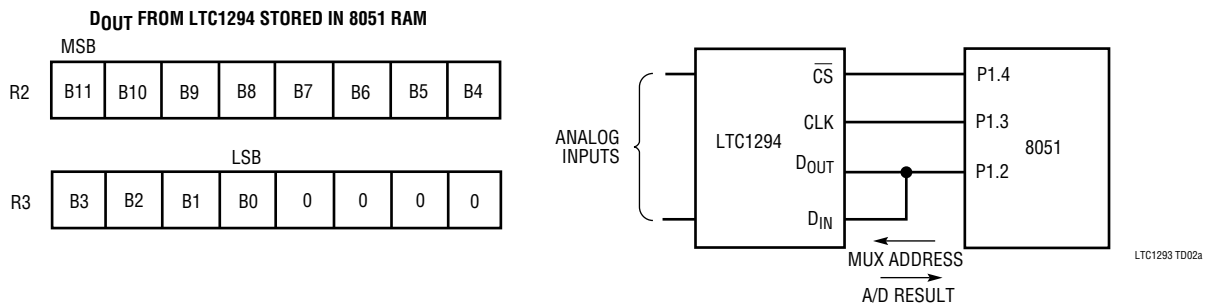 DOUT FROM LTC1294 STORED IN 8051 RAM
MSB
R2 B11 B10 B9 B8 B7 B6 B5 B4
LSB
R3 B3 B2 B1 B0 0 0 0 0
ANALOG
INPUTS
LTC1294
CS
CLK
DOUT
DIN
P1.4
P1.3
P1.2
8051
MUX ADDRESS
A/D RESULT
LTC1293 TD02a